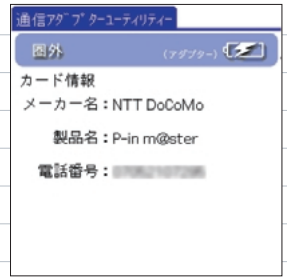 通信アダプターユーティリティー
圏外 (アダプター)
カード情報
メーカー名：NTT DoCoMo
製品名：P-in m@ster
電話番号：